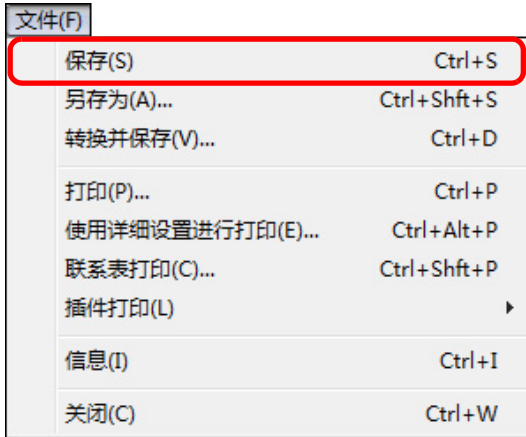 文件(F)
保存(S) Ctrl+S
另存为(A)... Ctrl+Shft+S
转换并保存(V)... Ctrl+D
打印(P)... Ctrl+P
使用详细设置进行打印(E)... Ctrl+Alt+P
联系表打印(C)... Ctrl+Shft+P
插件打印(L)
信息(I) Ctrl+I
关闭(C) Ctrl+W